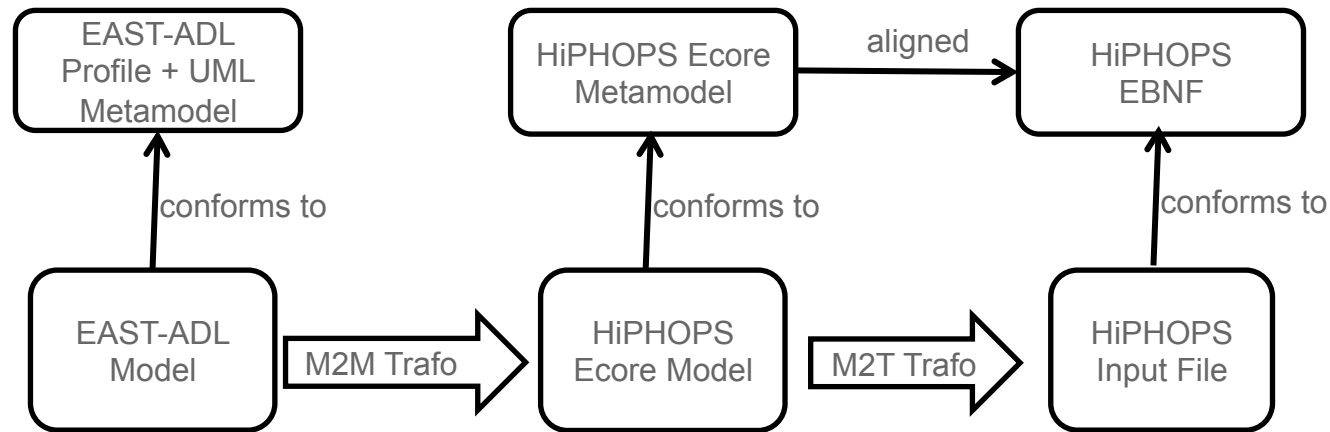 EAST-ADL
Profile + UML
Metamodel
HiPHOPS Ecore
Metamodel
aligned
HiPHOPS
EBNF
conforms to
conforms to
conforms to
EAST-ADL
Model
M2M Trafo
HiPHOPS
Ecore Model
M2T Trafo
HiPHOPS
Input File